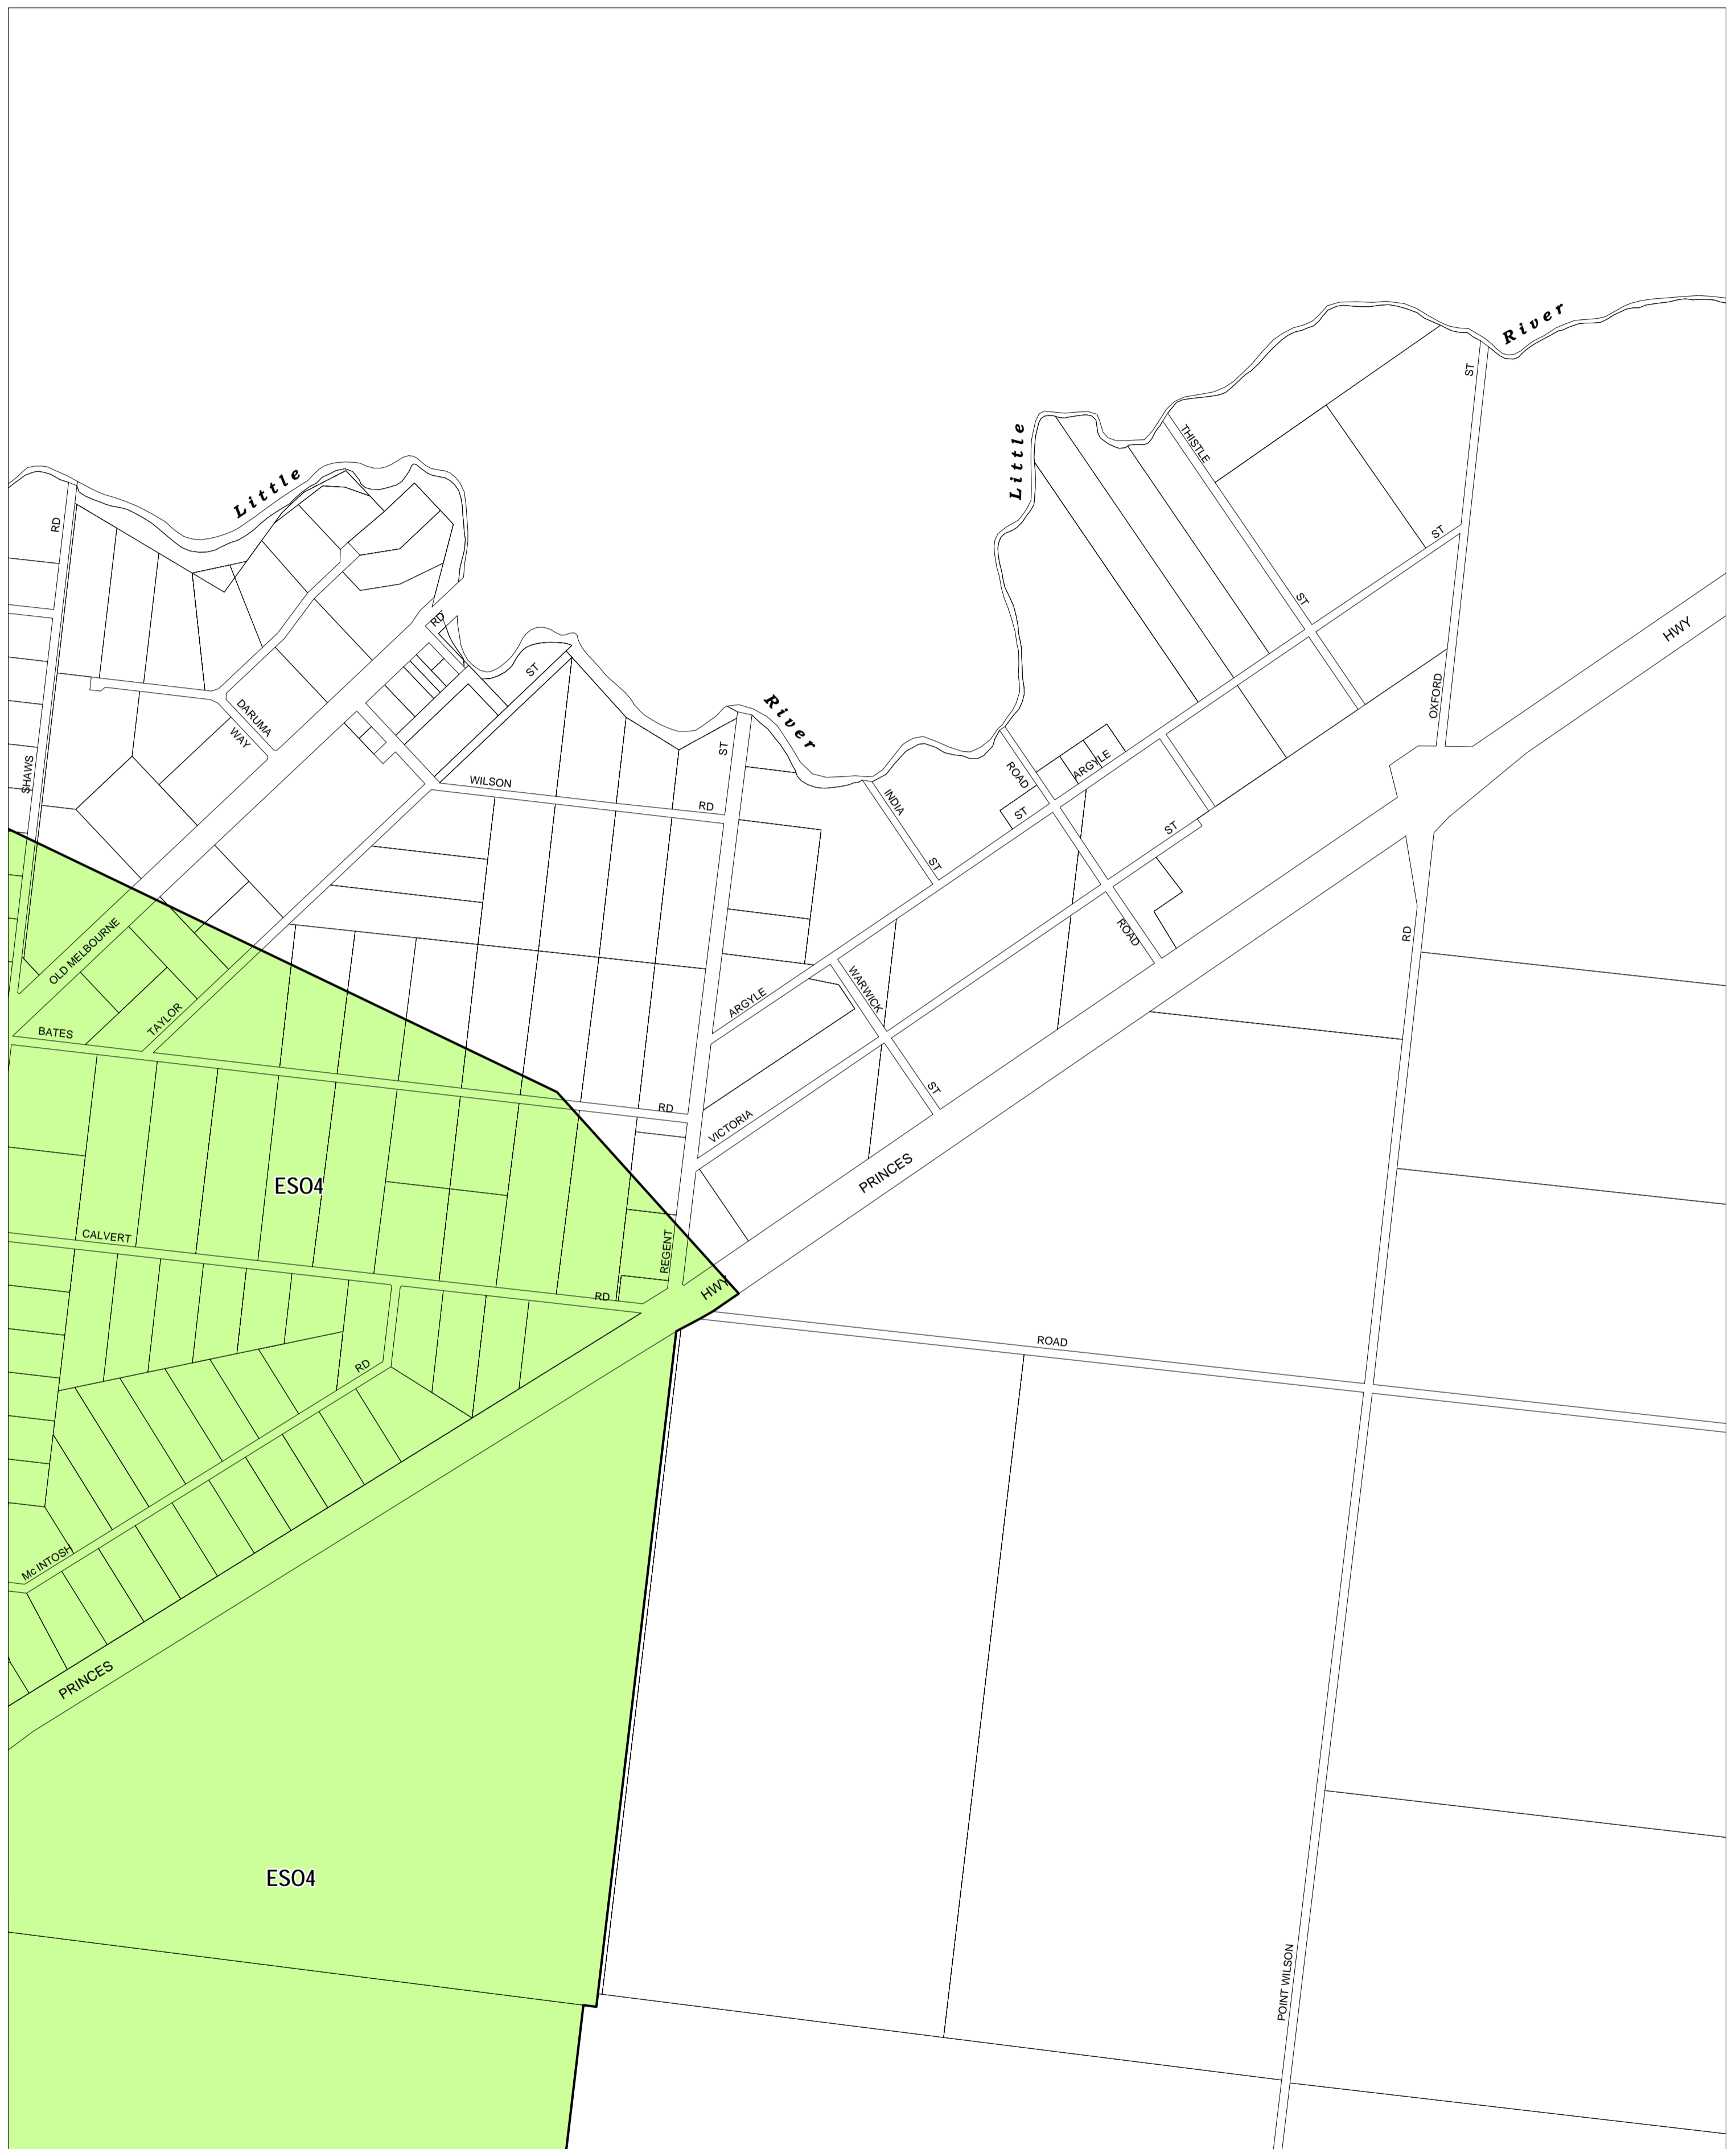 River
ST
Little
THISTLE
Little
RD
ST
ST
RD
HWY
ST
River
OXFORD
DARUMA
WAY
ST
ROAD
ARGYLE
SHAWS
WILSON
RD
INDIA
ST
ST
ST
OLD MELBOURNE
ROAD
RD
WARWICK
ARGYLE
TAYLOR
BATES
ST
RD
VICTORIA
PRINCES
ESO4
CALVERT
REGENT
HWY
RD
ROAD
RD
Mc INTOSH
PRINCES
ESO4
POINT WILSON